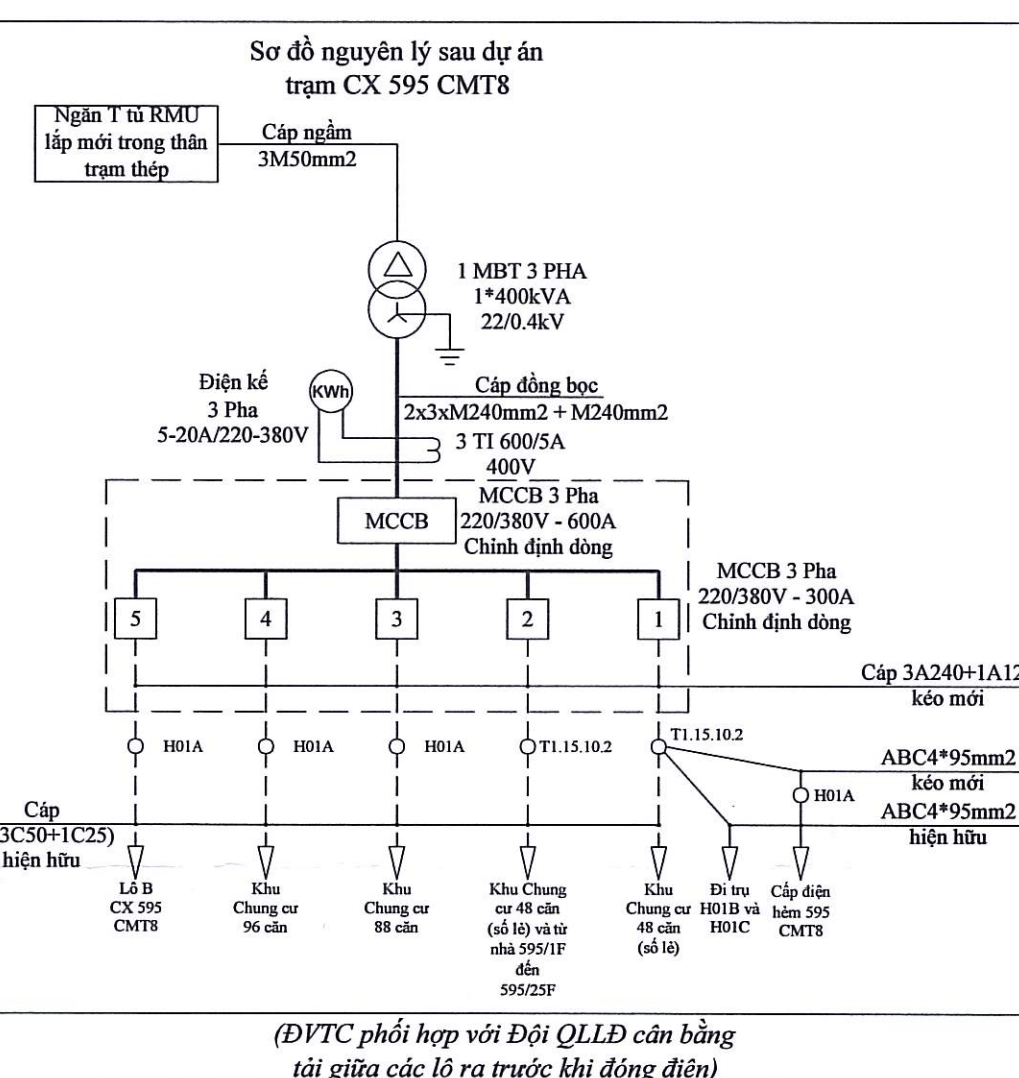 Sơ đồ nguyên lý sau dự án
trạm CX 595 CMT8
Ngăn T tủ RMU
lắp mới trong thân
trạm thép
Cáp ngầm
3M50mm2
1 MBT 3 PHA
1*400kVA
22/0.4kV
Điện kế
3 Pha
5-20A/220-380V
KWh
Cáp đồng bọc
2x3xM240mm2 + M240mm2
3 TI 600/5A
400V
MCCB
MCCB 3 Pha
220/380V - 600A
Chỉnh định dòng
MCCB 3 Pha
220/380V - 300A
Chỉnh định dòng
5
4
3
2
1
Cáp 3A240+1A12
kéo mới
H01A
H01A
H01A
T1.15.10.2
T1.15.10.2
ABC4*95mm2
kéo mới
H01A
ABC4*95mm2
hiện hữu
Cáp
3C50+1C25)
hiện hữu
Lô B
CX 595
CMT8
Khu
Chung cư
96 căn
Khu
Chung cư
88 căn
Khu Chung
cư 48 căn
(số lẻ) và từ
nhà 595/1F
đến
595/25F
Khu
Chung cư
48 căn
(số lẻ)
Đi trụ
H01B và
H01C
Cấp điện
hẻm 595
CMT8
(ĐVTC phối hợp với Đội QLLĐ cân bằng
tải giữa các lô ra trước khi đóng điện)